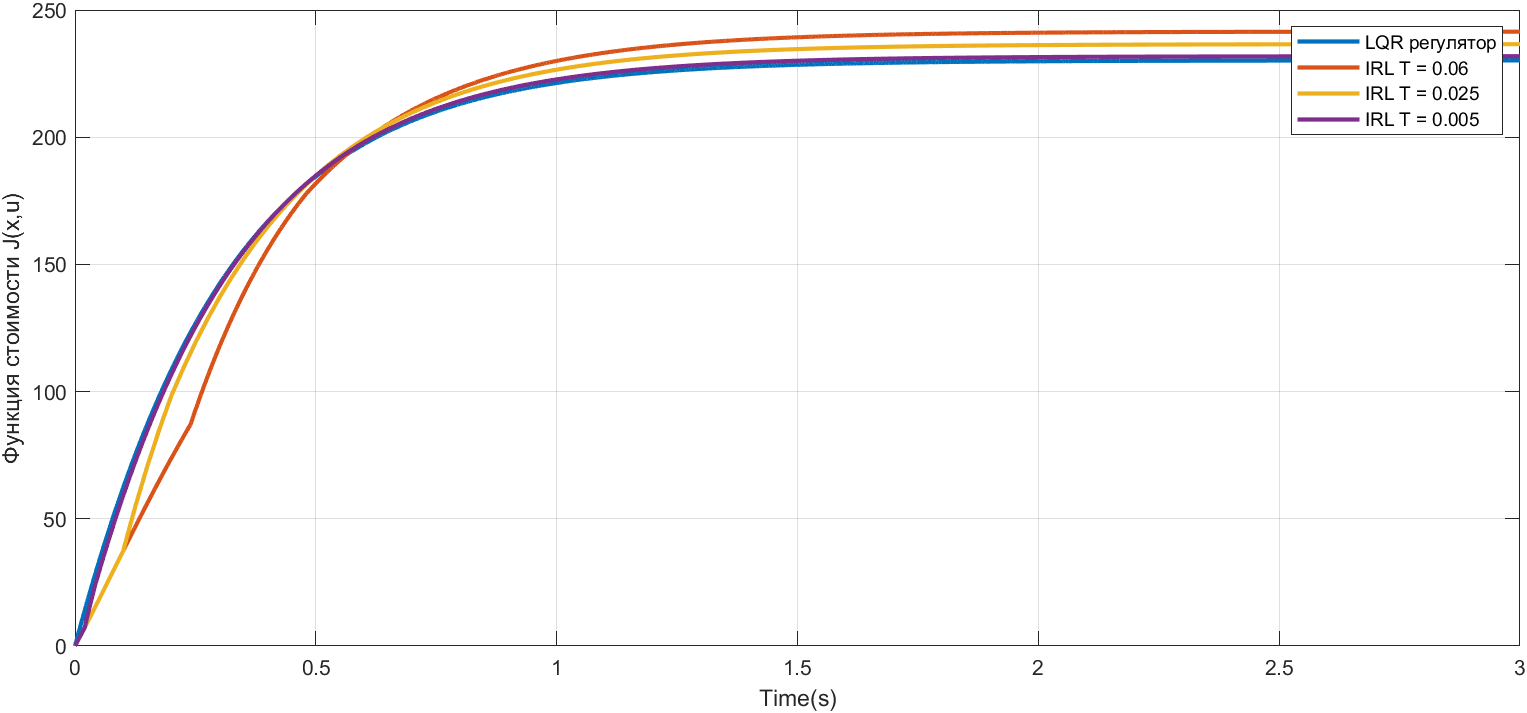 Функция стоимости J(x,u)
250
200
150
100
50
0
0
0.5
1
1.5
2
2.5
3
Time(s)
LQR регулятор
IRL T = 0.06
IRL T = 0.025
IRL T = 0.005